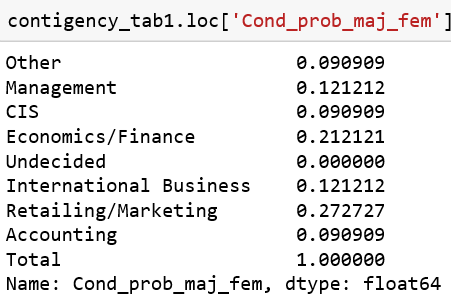 contigency_tab1.loc['Cond_prob_maj_fem']
Other 0.090909
Management 0.121212
CIS 0.090909
Economics/Finance 0.212121
Undecided 0.000000
International Business 0.121212
Retailing/Marketing 0.272727
Accounting 0.090909
Total 1.000000
Name: Cond_prob_maj_fem, dtype: float64